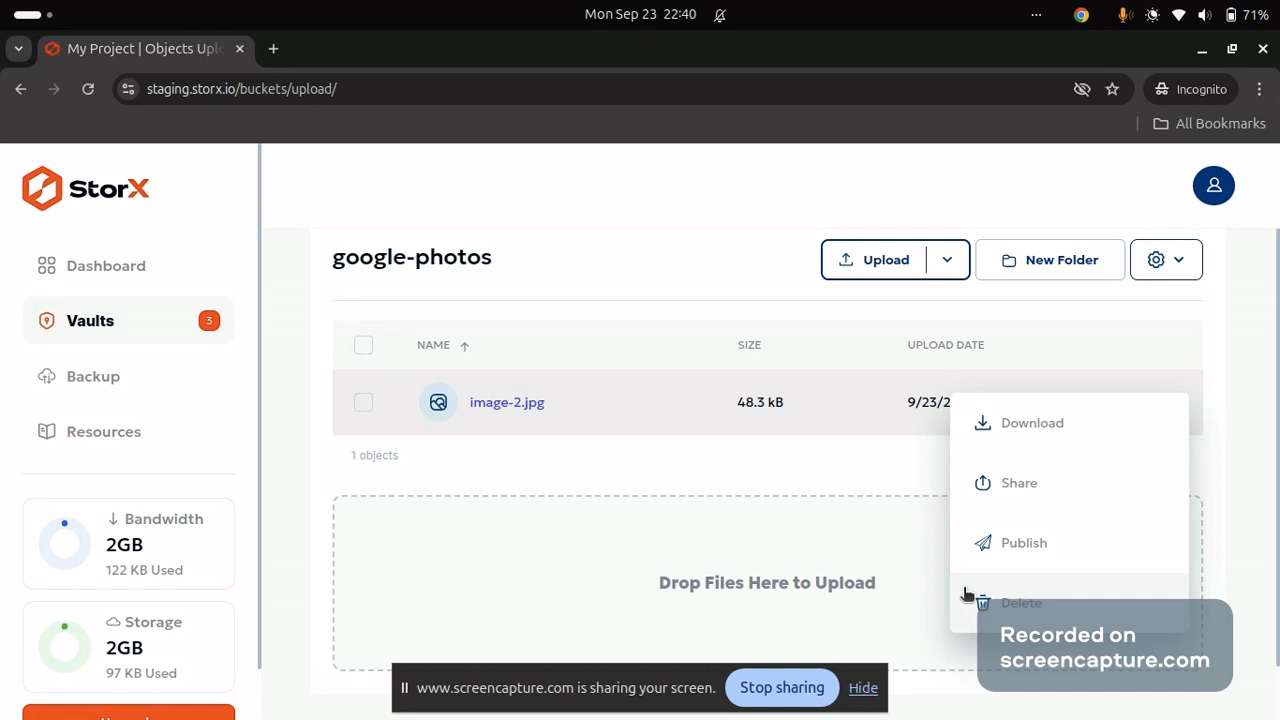 Mon Sep 23 22:40
71%
My Project | Objects Uplo
staging.storx.io/buckets/upload/
Incognito
All Bookmarks
StorX
Dashboard
Vaults 3
Backup
Resources
Bandwidth
2GB
122 KB Used
Storage
2GB
97 KB Used
google-photos
Upload
New Folder
NAME SIZE UPLOAD DATE
image-2.jpg 48.3 kB 9/23/2
1 objects
Drop Files Here to Upload
Download
Share
Publish
Delete
Recorded on
screencapture.com
www.screencapture.com is sharing your screen. Stop sharing Hide